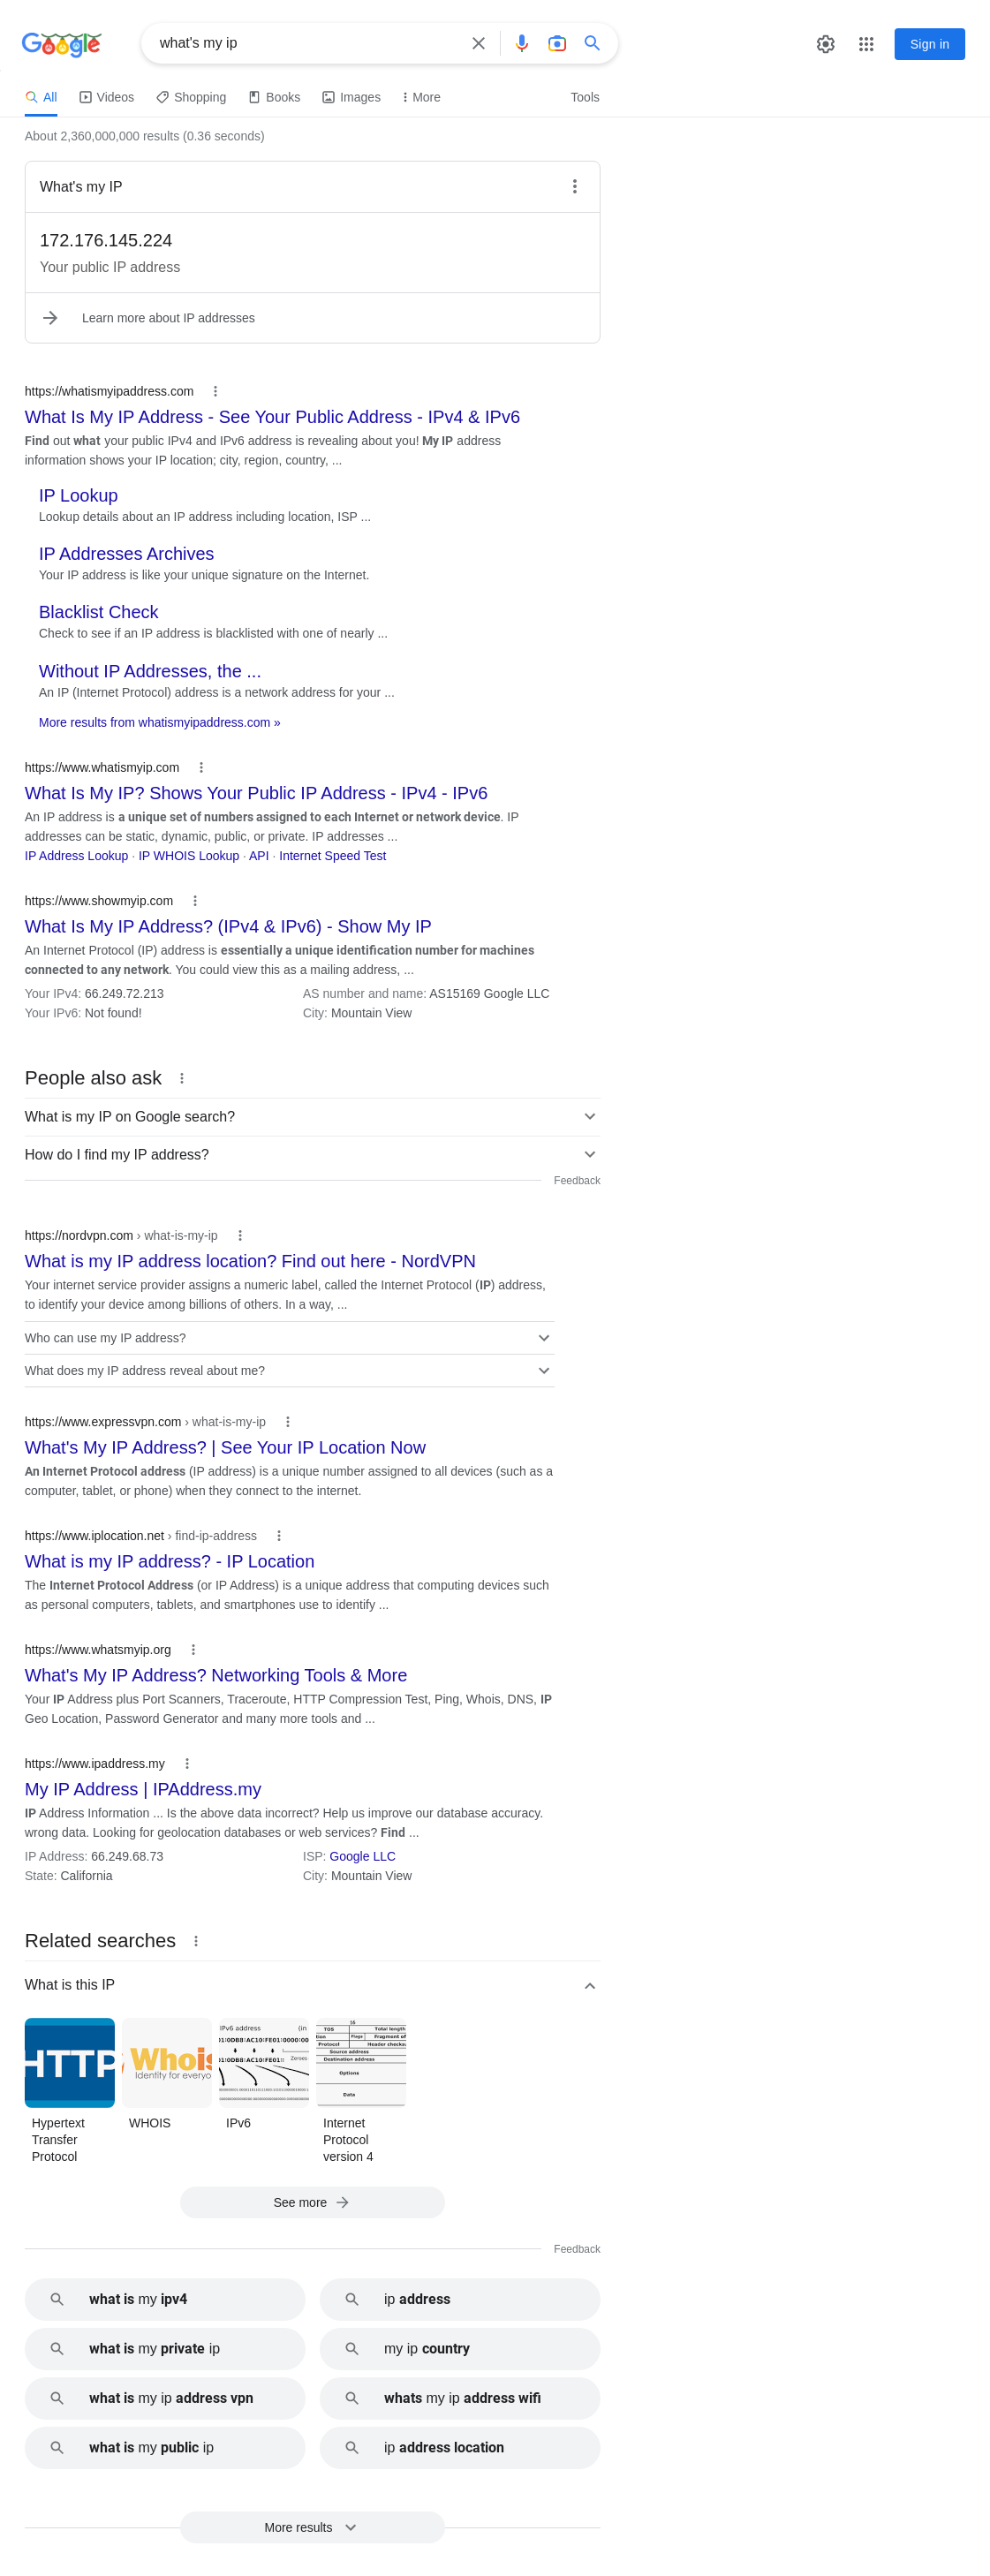 Google
what's my ip
Sign in
All
Videos
Shopping
Books
Images
More
Tools
About 2,360,000,000 results (0.36 seconds)
What's my IP
172.176.145.224
Your public IP address
Learn more about IP addresses
https://whatismyipaddress.com
What Is My IP Address - See Your Public Address - IPv4 & IPv6
Find out what your public IPv4 and IPv6 address is revealing about you! My IP address
information shows your IP location; city, region, country, ...
IP Lookup
Lookup details about an IP address including location, ISP ...
IP Addresses Archives
Your IP address is like your unique signature on the Internet.
Blacklist Check
Check to see if an IP address is blacklisted with one of nearly ...
Without IP Addresses, the ...
An IP (Internet Protocol) address is a network address for your ...
More results from whatismyipaddress.com »
https://www.whatismyip.com
What Is My IP? Shows Your Public IP Address - IPv4 - IPv6
An IP address is a unique set of numbers assigned to each Internet or network device. IP
addresses can be static, dynamic, public, or private. IP addresses ...
IP Address Lookup · IP WHOIS Lookup · API · Internet Speed Test
https://www.showmyip.com
What Is My IP Address? (IPv4 & IPv6) - Show My IP
An Internet Protocol (IP) address is essentially a unique identification number for machines
connected to any network. You could view this as a mailing address, ...
Your IPv4: 66.249.72.213
AS number and name: AS15169 Google LLC
Your IPv6: Not found!
City: Mountain View
People also ask
What is my IP on Google search?
How do I find my IP address?
Feedback
https://nordvpn.com › what-is-my-ip
What is my IP address location? Find out here - NordVPN
Your internet service provider assigns a numeric label, called the Internet Protocol (IP) address,
to identify your device among billions of others. In a way, ...
Who can use my IP address?
What does my IP address reveal about me?
https://www.expressvpn.com › what-is-my-ip
What's My IP Address? | See Your IP Location Now
An Internet Protocol address (IP address) is a unique number assigned to all devices (such as a
computer, tablet, or phone) when they connect to the internet.
https://www.iplocation.net › find-ip-address
What is my IP address? - IP Location
The Internet Protocol Address (or IP Address) is a unique address that computing devices such
as personal computers, tablets, and smartphones use to identify ...
https://www.whatsmyip.org
What's My IP Address? Networking Tools & More
Your IP Address plus Port Scanners, Traceroute, HTTP Compression Test, Ping, Whois, DNS, IP
Geo Location, Password Generator and many more tools and ...
https://www.ipaddress.my
My IP Address | IPAddress.my
IP Address Information ... Is the above data incorrect? Help us improve our database accuracy.
wrong data. Looking for geolocation databases or web services? Find ...
IP Address: 66.249.68.73
ISP: Google LLC
State: California
City: Mountain View
Related searches
What is this IP
HTTP
Whois
Identity for everyo
IPv6 address (in
01:0DB8:AC10:FE01:0000:00
01:0DB8:AC10:FE01::
Zeroes
16
TOS
Total length
Flags
Fragment of
Protocol
Header checks
Source address
Destination address
Options
Data
Hypertext
Transfer
Protocol
WHOIS
IPv6
Internet
Protocol
version 4
See more
Feedback
what is my ipv4
ip address
what is my private ip
my ip country
what is my ip address vpn
whats my ip address wifi
what is my public ip
ip address location
More results